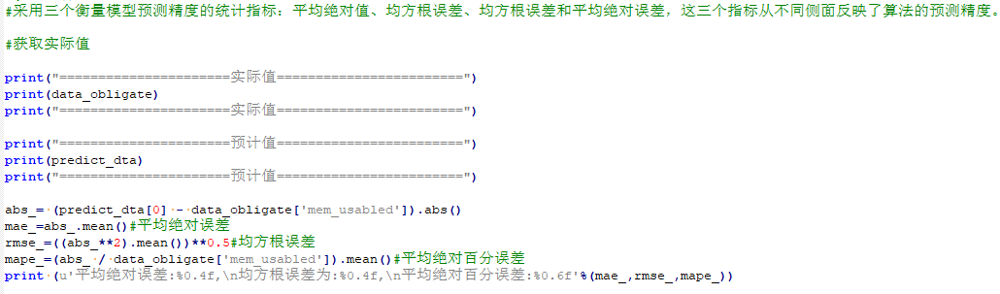 #采用三个衡量模型预测精度的统计指标：平均绝对值、均方根误差、均方根误差和平均绝对误差，这三个指标从不同侧面反映了算法的预测精度。
#获取实际值
print("======================实际值========================")
print(data_obligate)
print("======================实际值========================")
print("======================预计值========================")
print(predict_dta)
print("======================预计值========================")
abs_= (predict_dta[0] - data_obligate['mem_usabled']).abs()
mae_=abs_.mean()#平均绝对误差
rmse_=((abs_**2).mean())**0.5#均方根误差
mape_=(abs_ / data_obligate['mem_usabled']).mean()#平均绝对百分误差
print (u'平均绝对误差:%0.4f,\n均方根误差为:%0.4f,\n平均绝对百分误差:%0.6f'%(mae_,rmse_,mape_))